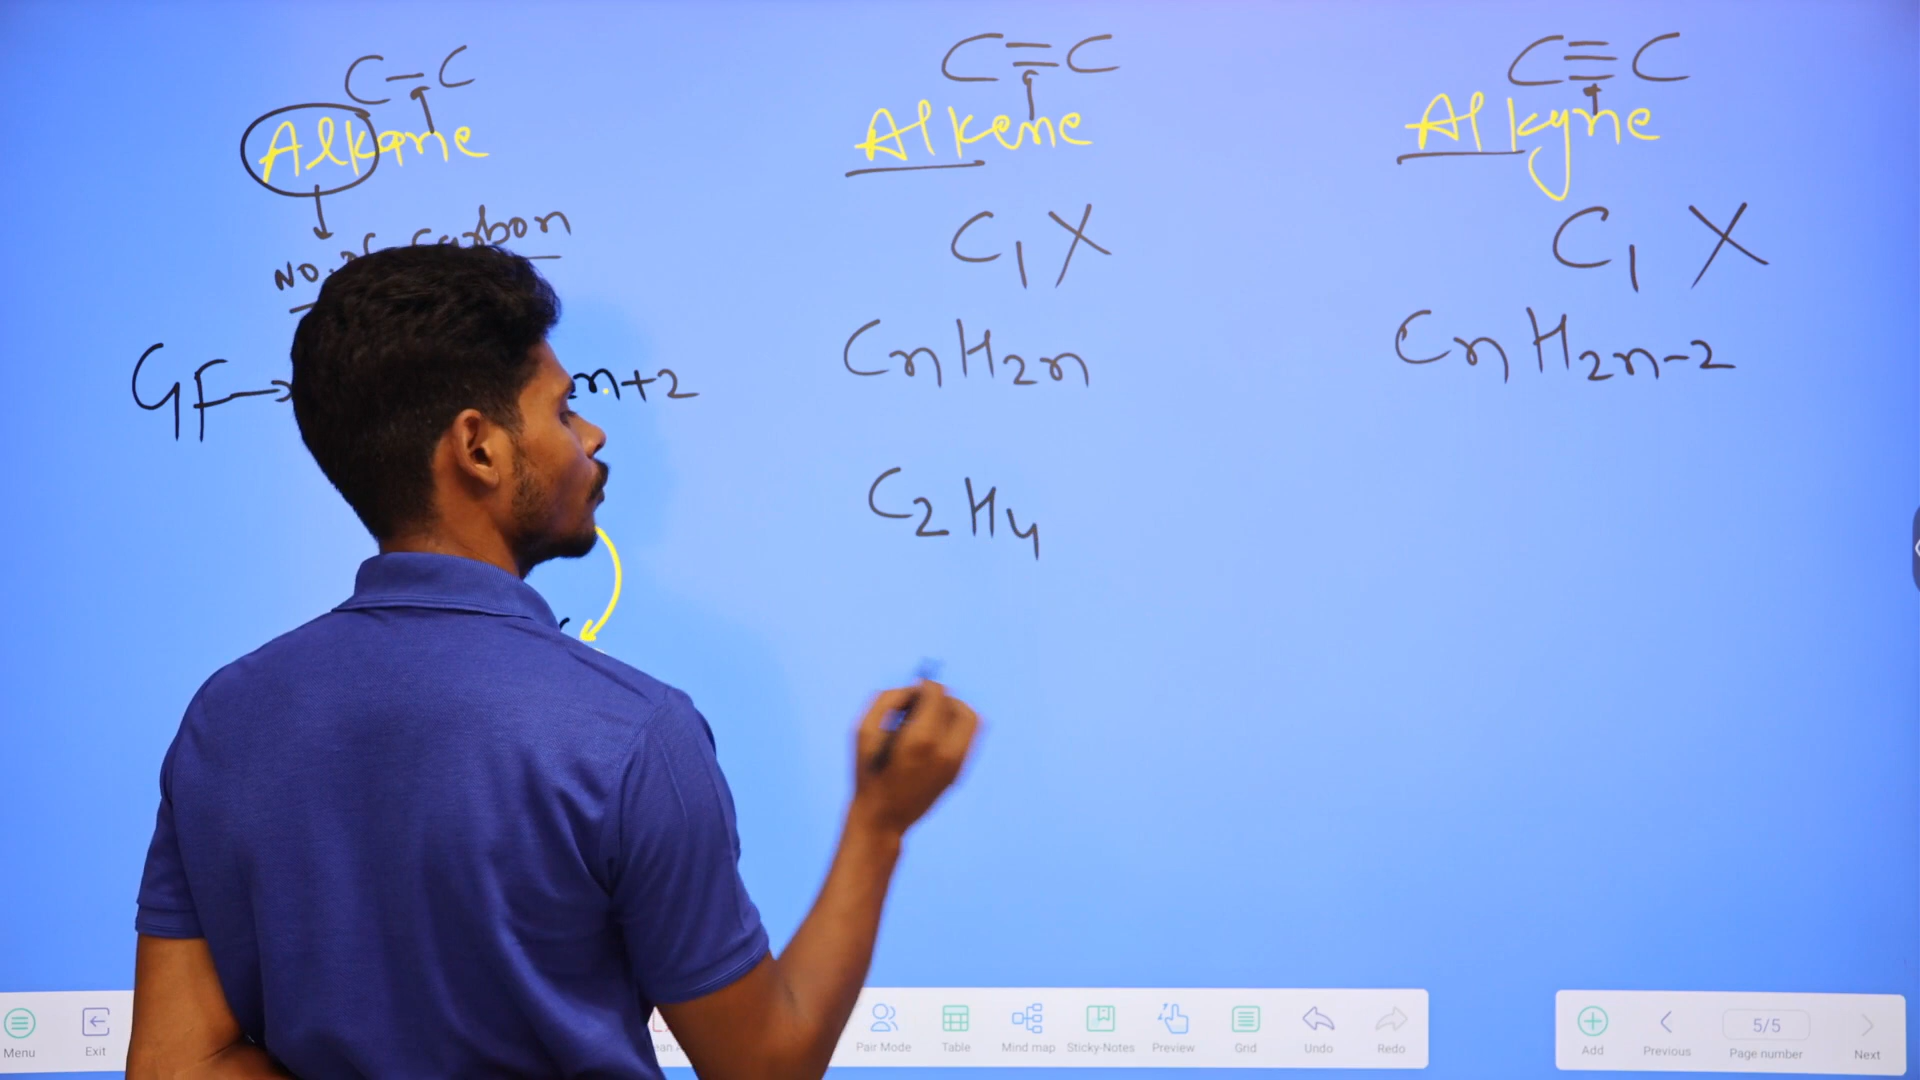 C-C
Alkane
No. of Carbon
GF→ n+2
C=C
Alkene
C1 X
CnH2n
C2H4
C≡C
Alkyne
C1 X
CnH2n-2
Menu
Exit
Pair Mode
Table
Mind map
Sticky-Notes
Preview
Grid
Undo
Redo
Add
Previous
5/5
Page number
Next